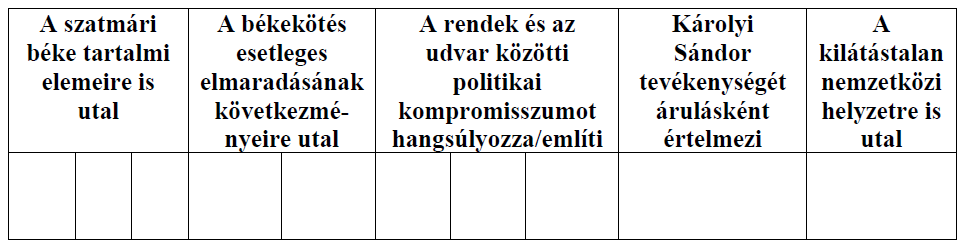 A szatmári
béke tartalmi
elemeire is
utal
A békekötés
esetleges
elmaradásának
következmé-
nyeire utal
A rendek és az
udvar közötti
politikai
kompromisszumot
hangsúlyozza/említi
Károlyi
Sándor
tevékenységét
árulásként
értelmezi
A
kilátástalan
nemzetközi
helyzetre is
utal